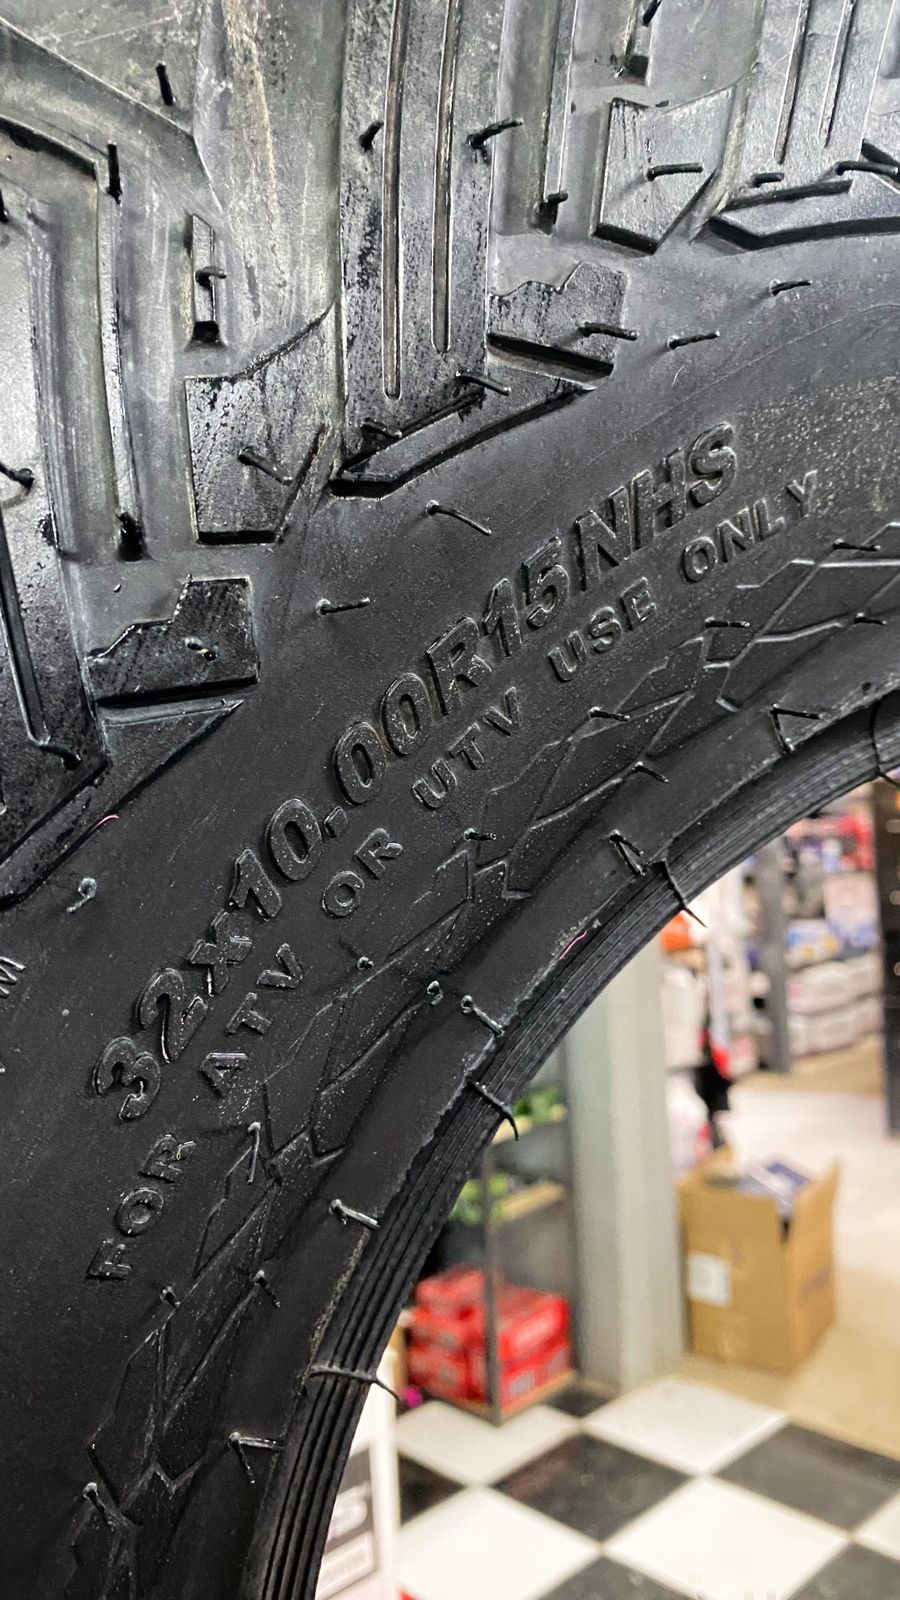 32x10.00R15NHS
FOR ATV OR UTV USE ONLY